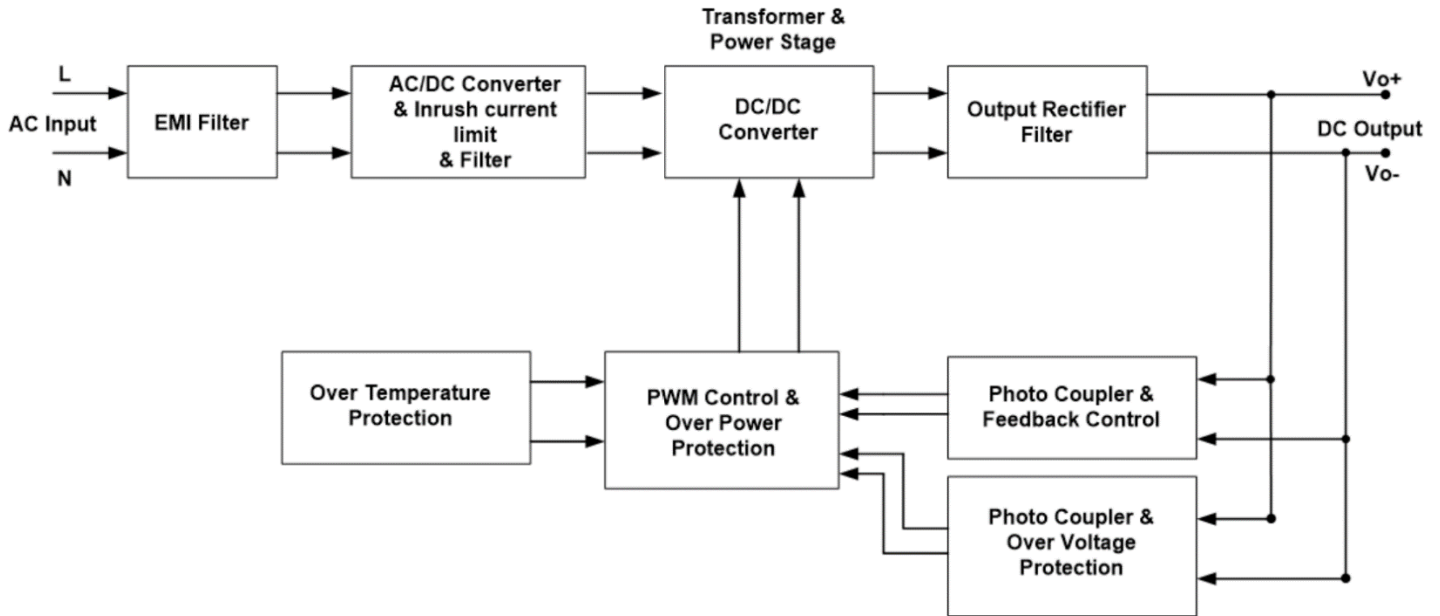 Transformer &
Power Stage
L
AC Input
N
EMI Filter
AC/DC Converter
& Inrush current
limit
& Filter
DC/DC
Converter
Output Rectifier
Filter
Vo+
DC Output
Vo-
Over Temperature
Protection
PWM Control &
Over Power
Protection
Photo Coupler &
Feedback Control
Photo Coupler &
Over Voltage
Protection